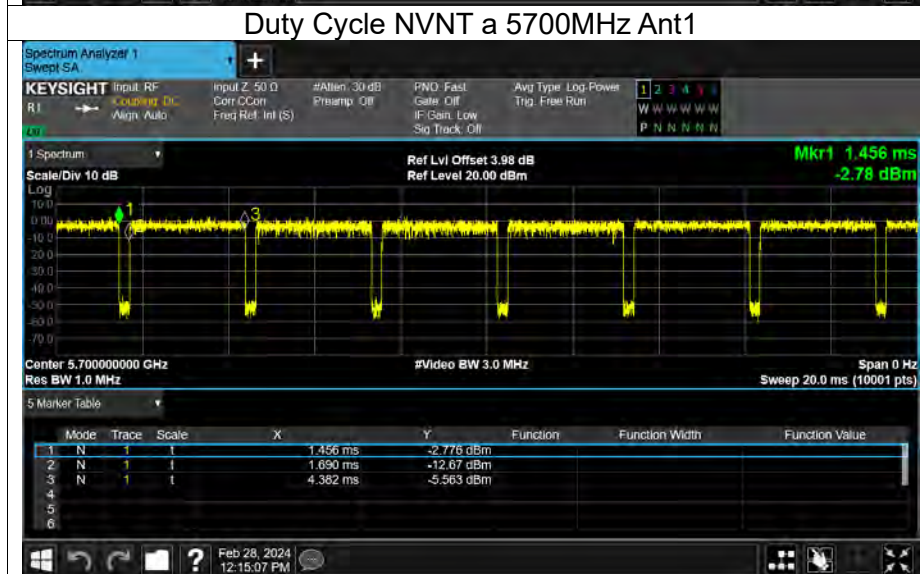 Duty Cycle NVNT a 5700MHz Ant1
Spectrum Analyzer 1
Swept SA
+
KEYSIGHT Input: RF Input Z: 50 Ω #Atten: 30 dB PNO: Fast Avg Type: Log-Power 1 2 3 4 5 6
R L Coupling: DC Corr CCorr Preamp: Off Gate: Off Trig: Free Run W W W W W W
Align: Auto Freq Ref: Int (S) IF Gain: Low
Sig Track: Off P N N N N N
1 Spectrum
Ref Lvl Offset 3.98 dB Mkr1 1.456 ms
Scale/Div 10 dB Ref Level 20.00 dBm -2.78 dBm
Log
10.0
0.00
-10.0
-20.0
-30.0
-40.0
-50.0
-60.0
-70.0
1
3
Center 5.700000000 GHz #Video BW 3.0 MHz Span 0 Hz
Res BW 1.0 MHz Sweep 20.0 ms (10001 pts)
5 Marker Table
Mode Trace Scale X Y Function Function Width Function Value
1 N 1 t 1.456 ms -2.776 dBm
2 N 1 t 1.690 ms -12.67 dBm
3 N 1 t 4.382 ms -5.563 dBm
4
5
6
?
Feb 28, 2024
12:15:07 PM